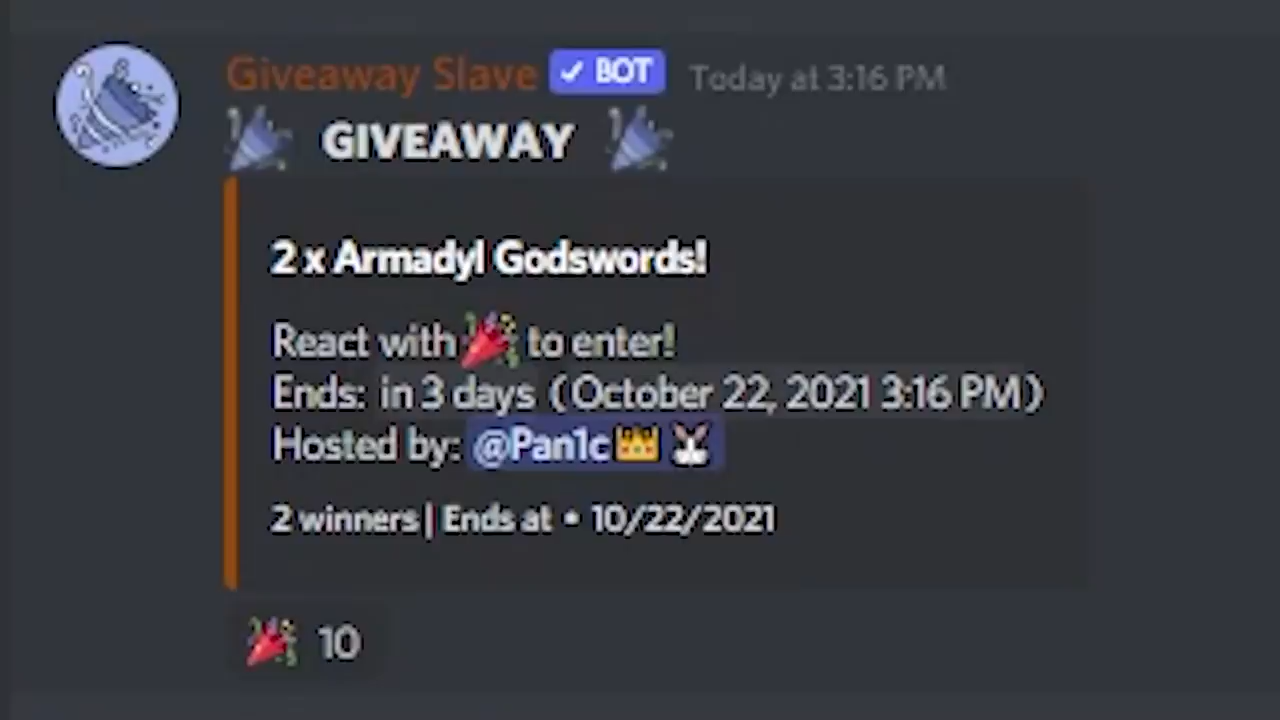 Giveaway Slave ✓ BOT Today at 3:16 PM
🎉 GIVEAWAY 🎉
2 x Armadyl Godswords!
React with 🎉 to enter!
Ends: in 3 days (October 22, 2021 3:16 PM)
Hosted by: @Pan1c👑🐰
2 winners | Ends at • 10/22/2021
🎉 10